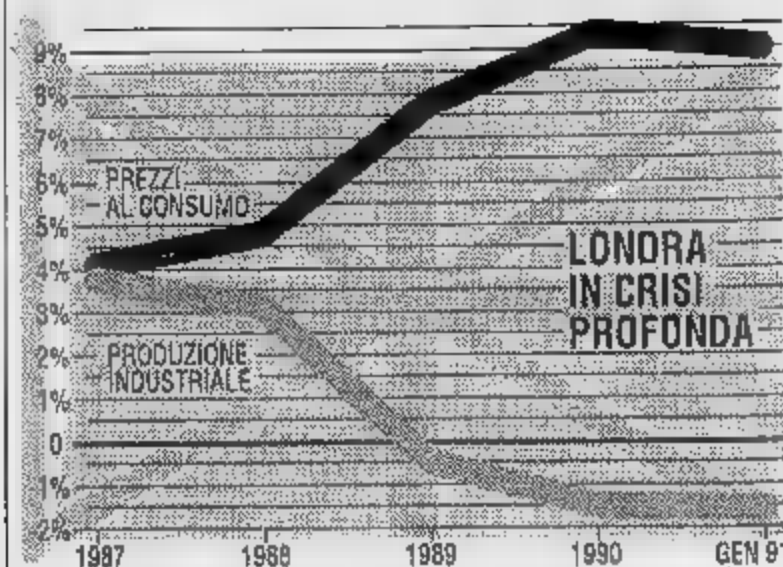 9%
8%
7%
6%
5%
4%
3%
2%
1%
0
1%
2%
PREZZI
AL CONSUMO
PRODUZIONE
INDUSTRIALE
LONDRA
IN CRISI
PROFONDA
1987 1988 1989 1990 GEN 91